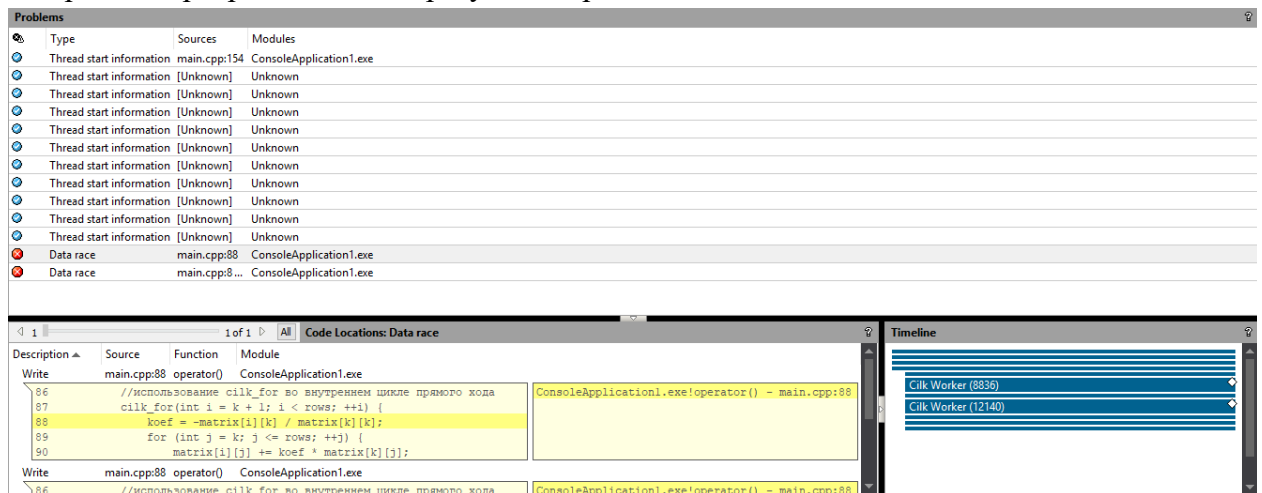 Problems ?
Type Sources Modules
Thread start information main.cpp:154 ConsoleApplication1.exe
Thread start information [Unknown] Unknown
Thread start information [Unknown] Unknown
Thread start information [Unknown] Unknown
Thread start information [Unknown] Unknown
Thread start information [Unknown] Unknown
Thread start information [Unknown] Unknown
Thread start information [Unknown] Unknown
Thread start information [Unknown] Unknown
Thread start information [Unknown] Unknown
Thread start information [Unknown] Unknown
Data race main.cpp:88 ConsoleApplication1.exe
Data race main.cpp:8... ConsoleApplication1.exe
1 1 of 1 All Code Locations: Data race ?
Description Source Function Module
Write main.cpp:88 operator() ConsoleApplication1.exe
86 //использование cilk_for во внутреннем цикле прямого хода ConsoleApplication1.exe!operator() - main.cpp:88
87 cilk_for(int i = k + 1; i < rows; ++i) {
88 koef = -matrix[i][k] / matrix[k][k];
89 for (int j = k; j <= rows; ++j) {
90 matrix[i][j] += koef * matrix[k][j];
Write main.cpp:88 operator() ConsoleApplication1.exe
86 //использование cilk_for во внутреннем цикле прямого хода ConsoleApplication1.exe!operator() - main.cpp:88
Timeline ?
Cilk Worker (8836)
Cilk Worker (12140)